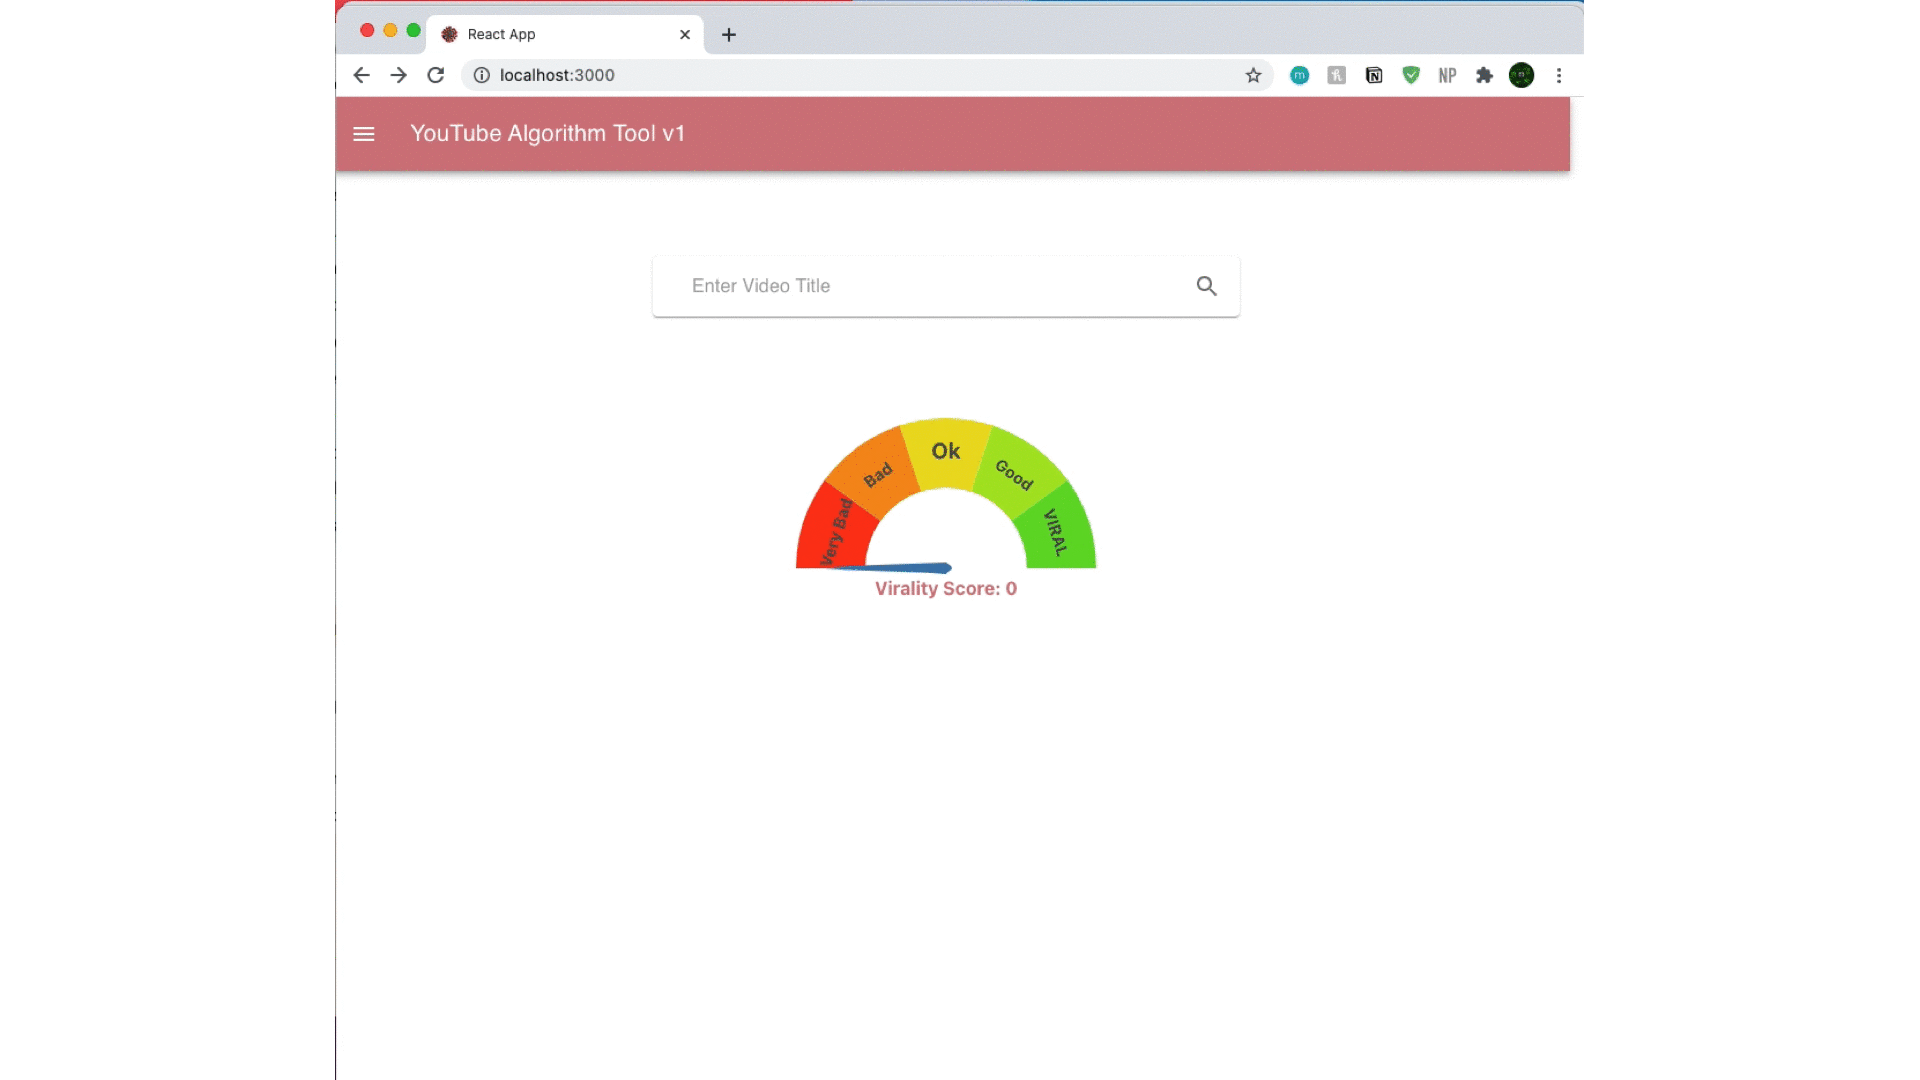 React App
localhost:3000
NP
YouTube Algorithm Tool v1
Enter Video Title
Very Bad
Bad
Ok
Good
VIRAL
Virality Score: 0